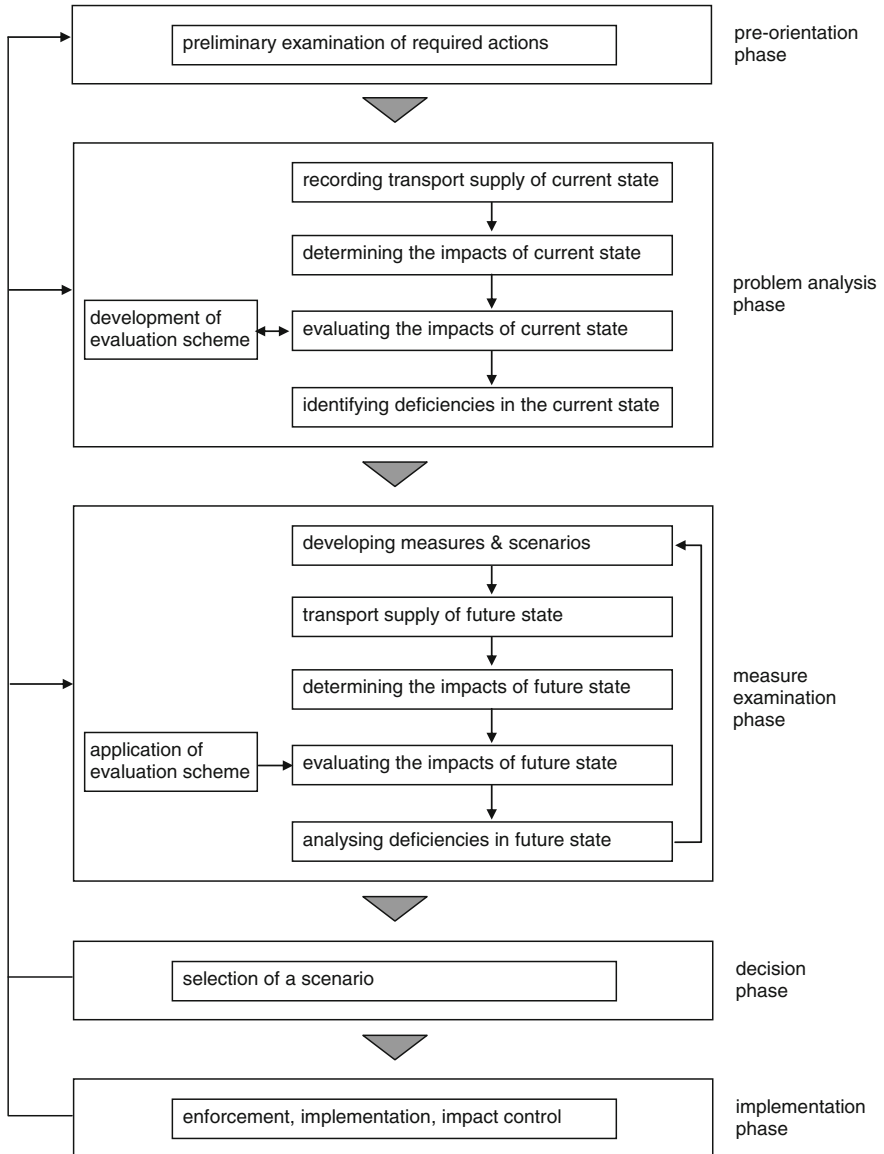 preliminary examination of required actions
pre-orientation
phase
recording transport supply of current state
determining the impacts of current state
development of
evaluation scheme
evaluating the impacts of current state
identifying deficiencies in the current state
problem analysis
phase
developing measures & scenarios
transport supply of future state
determining the impacts of future state
application of
evaluation scheme
evaluating the impacts of future state
analysing deficiencies in future state
measure
examination
phase
selection of a scenario
decision
phase
enforcement, implementation, impact control
implementation
phase